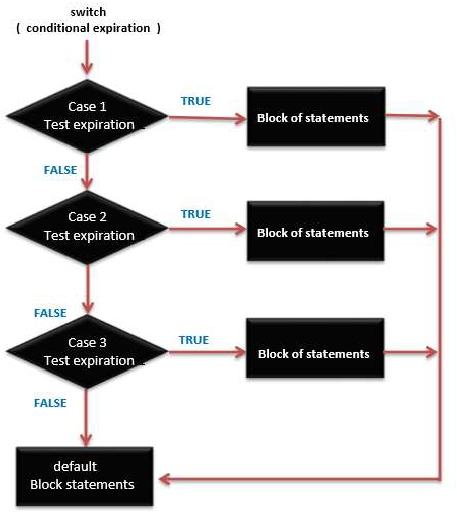 switch
( conditional expiration )
Case 1
Test expiration
TRUE
Block of statements
FALSE
Case 2
Test expiration
TRUE
Block of statements
FALSE
Case 3
Test expiration
TRUE
Block of statements
FALSE
default
Block statements